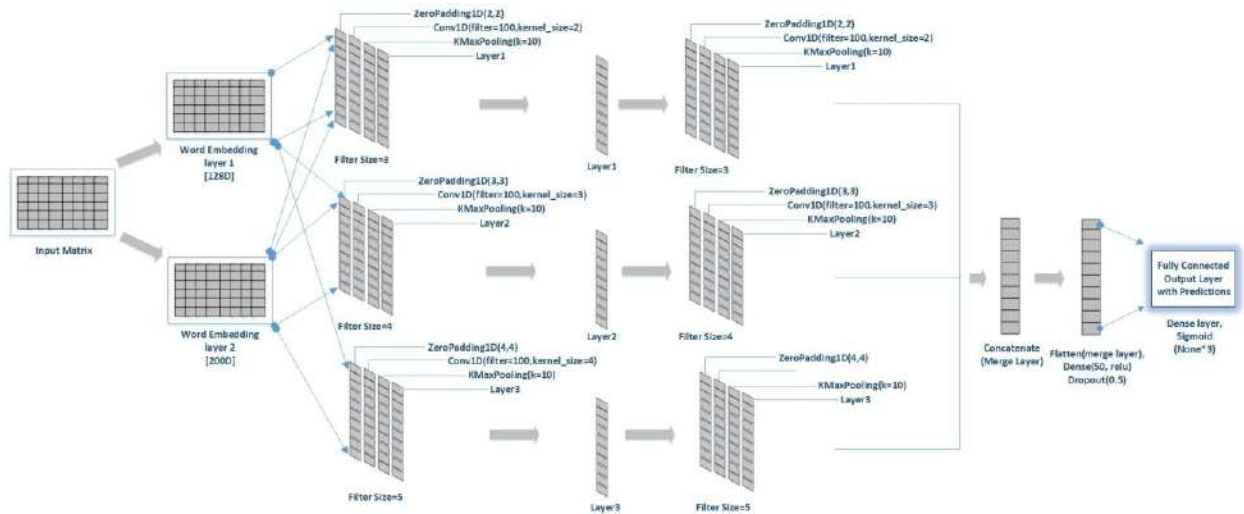 Input Matrix
Word Embedding
layer 1
[128D]
Word Embedding
layer 2
[200D]
ZeroPadding1D(2,2)
Conv1D(filter=100,kernel_size=2)
KMaxPooling(k=10)
Layer1
Filter Size=3
ZeroPadding1D(3,3)
Conv1D(filter=100,kernel_size=3)
KMaxPooling(k=10)
Layer2
Filter Size=4
ZeroPadding1D(4,4)
Conv1D(filter=100,kernel_size=4)
KMaxPooling(k=10)
Layer3
Filter Size=5
Layer1
Layer2
Layer3
ZeroPadding1D(2,2)
Conv1D(filter=100,kernel_size=2)
KMaxPooling(k=10)
Layer1
Filter Size=3
ZeroPadding1D(3,3)
Conv1D(filter=100,kernel_size=3)
KMaxPooling(k=10)
Layer2
Filter Size=4
ZeroPadding1D(4,4)
KMaxPooling(k=10)
Layer3
Filter Size=5
Concatenate
(Merge Layer)
Flatten(merge layer),
Dense(50, relu)
Dropout(0.5)
Fully Connected
Output Layer
with Predictions
Dense layer,
Sigmoid
(None*3)